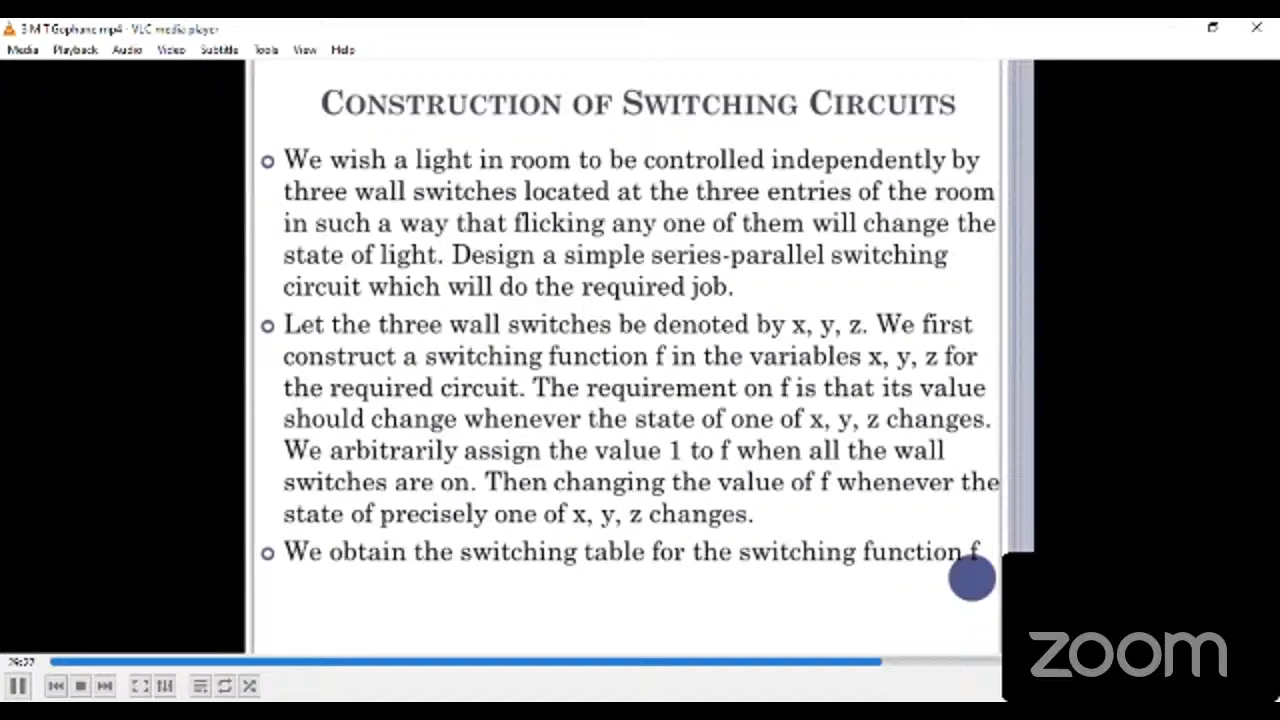 3 M T Gophane.mp4 - VLC media player
Media Playback Audio Video Subtitle Tools View Help
CONSTRUCTION OF SWITCHING CIRCUITS
We wish a light in room to be controlled independently by
three wall switches located at the three entries of the room
in such a way that flicking any one of them will change the
state of light. Design a simple series-parallel switching
circuit which will do the required job.
Let the three wall switches be denoted by x, y, z. We first
construct a switching function f in the variables x, y, z for
the required circuit. The requirement on f is that its value
should change whenever the state of one of x, y, z changes.
We arbitrarily assign the value 1 to f when all the wall
switches are on. Then changing the value of f whenever the
state of precisely one of x, y, z changes.
We obtain the switching table for the switching function f
zoom